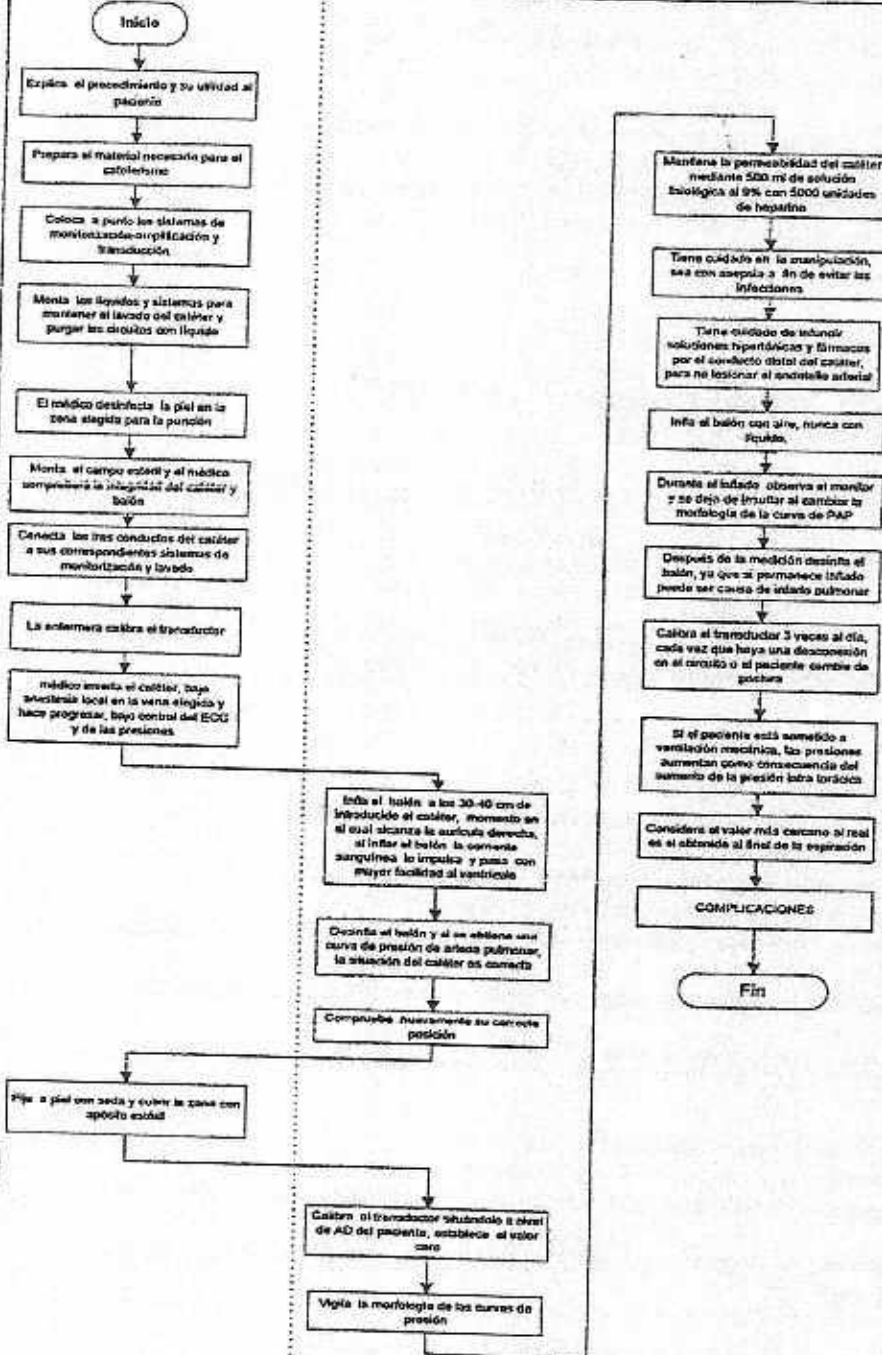 Inicio
Explica el procedimiento y su utilidad al
paciente
Prepara el material necesario para el
cateterismo
Coloca a punto los sistemas de
monitorización-amplificación y
transducción
Monta los líquidos y sistemas para
mantener el lavado del catéter y
purgar los circuitos con líquido
El médico desinfecta la piel en la
zona elegida para la punción
Monta el campo estéril y el médico
comprobará la integridad del catéter y
balón
Conecta los tres conductos del catéter
a sus correspondientes sistemas de
monitorización y lavado
La enfermera calibra el transductor
médico inserta el catéter, bajo
anestesia local en la vena elegida y
hace progresar, bajo control del ECG
y de las presiones
Infla el balón a los 30-40 cm de
introducido el catéter, momento en
el cual alcanza la aurícula derecha,
al inflar el balón la corriente
sanguínea lo impulsa y pasa con
mayor facilidad al ventrículo
Desinfla el balón y si se obtiene una
curva de presión de arteria pulmonar,
la situación del catéter es correcta
Comprueba nuevamente su correcta
posición
Fija a piel con seda y cubrir la zona con
apósito estéril
Calibra el transductor situándolo a nivel
de AD del paciente, establece el valor
cero
Vigila la morfología de las curvas de
presión
Mantiene la permeabilidad del catéter
mediante 500 ml de solución
fisiológica al 9% con 5000 unidades
de heparina
Tiene cuidado en la manipulación,
sea con asepsia a fin de evitar las
infecciones
Tiene cuidado de infundir
soluciones hipertónicas y fármacos
por el conducto distal del catéter,
para no lesionar el endotelio arterial
Infla el balón con aire, nunca con
líquido,
Durante el inflado observa el monitor
y se deja de insuflar al cambiar la
morfología de la curva de PAP
Después de la medición desinfla el
balón, ya que si permanece inflado
puede ser causa de infarto pulmonar
Calibra el transductor 3 veces al día,
cada vez que haya una desconexión
en el circuito o el paciente cambie de
postura
Si el paciente está sometido a
ventilación mecánica, las presiones
aumentan como consecuencia del
aumento de la presión intra torácica
Considera el valor más cercano al real
es el obtenido al final de la espiración
COMPLICACIONES
Fin